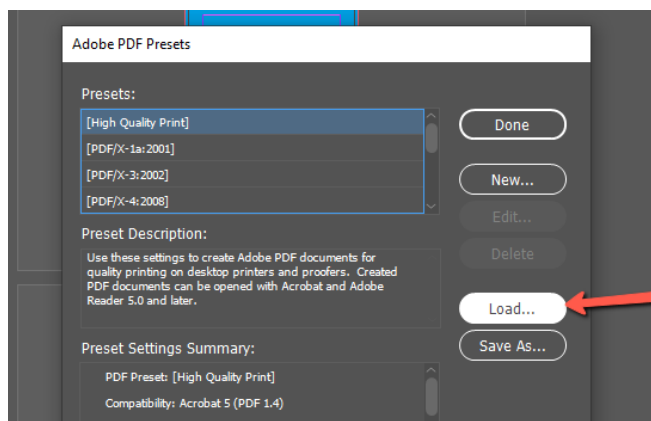 Adobe PDF Presets
Presets:
[High Quality Print]
[PDF/X-1a:2001]
[PDF/X-3:2002]
[PDF/X-4:2008]
Done
New...
Edit...
Delete
Load...
Save As...
Preset Description:
Use these settings to create Adobe PDF documents for
quality printing on desktop printers and proofers. Created
PDF documents can be opened with Acrobat and Adobe
Reader 5.0 and later.
Preset Settings Summary:
PDF Preset: [High Quality Print]
Compatibility: Acrobat 5 (PDF 1.4)